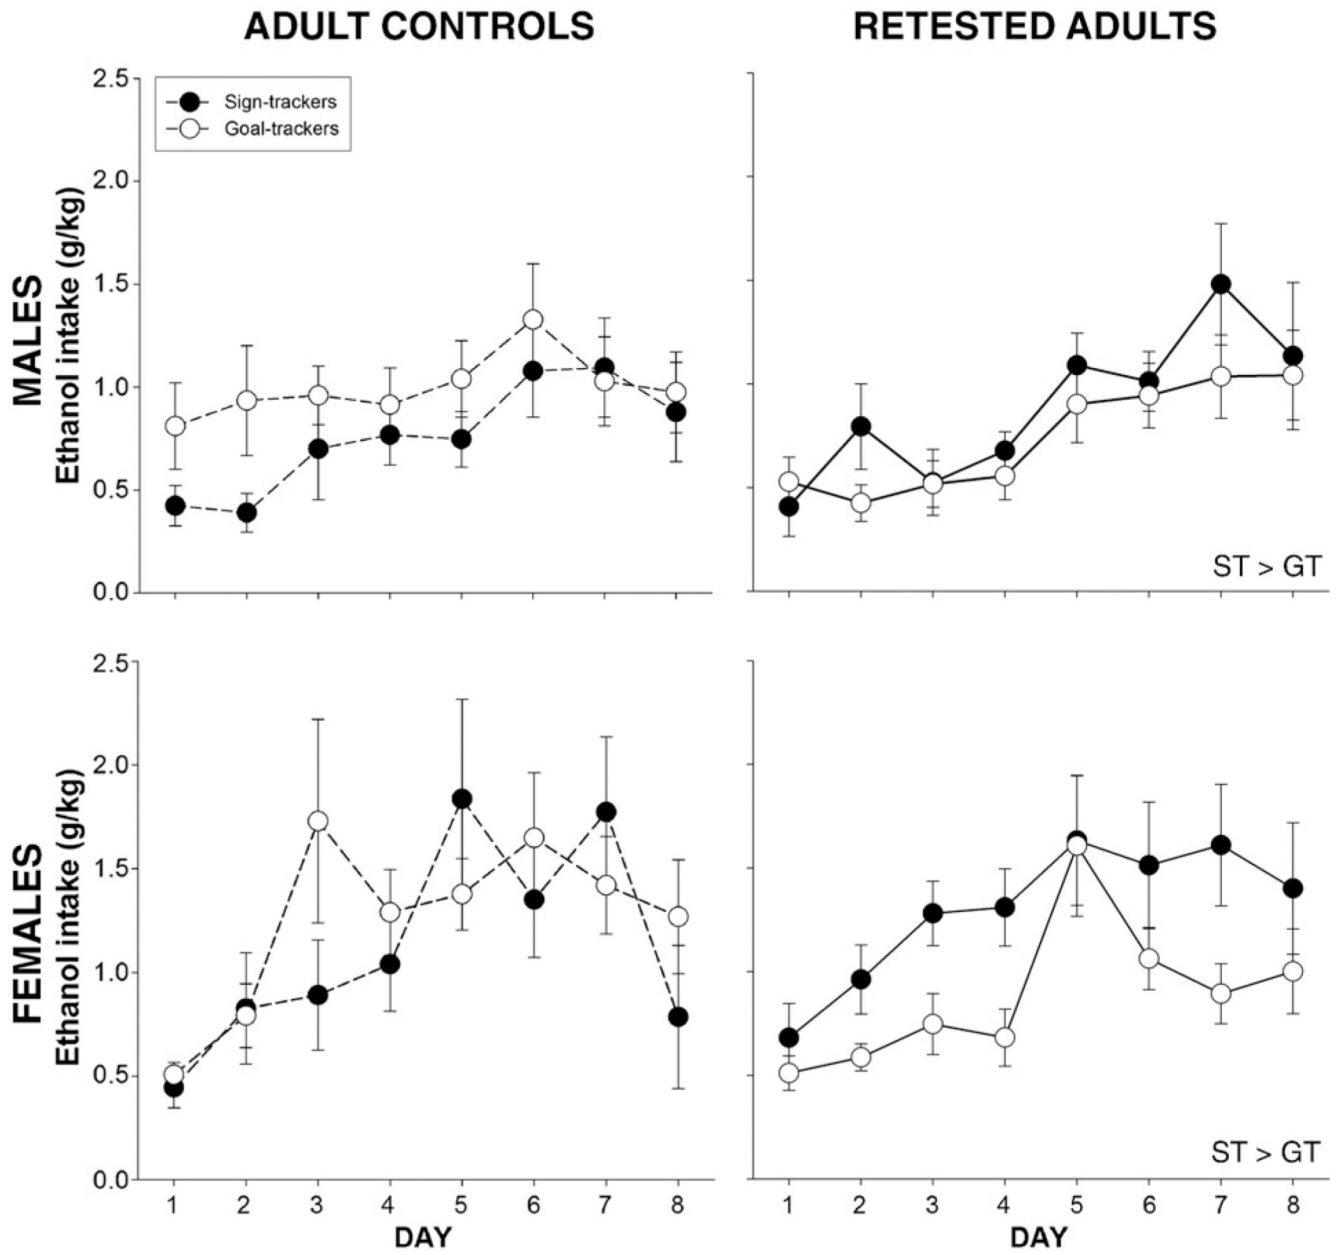 ADULT CONTROLS
RETESTED ADULTS
MALES
Ethanol intake (g/kg)
2.5
2.0
1.5
1.0
0.5
0.0
Sign-trackers
Goal-trackers
ST > GT
FEMALES
Ethanol intake (g/kg)
2.5
2.0
1.5
1.0
0.5
0.0
ST > GT
1 2 3 4 5 6 7 8
DAY
1 2 3 4 5 6 7 8
DAY